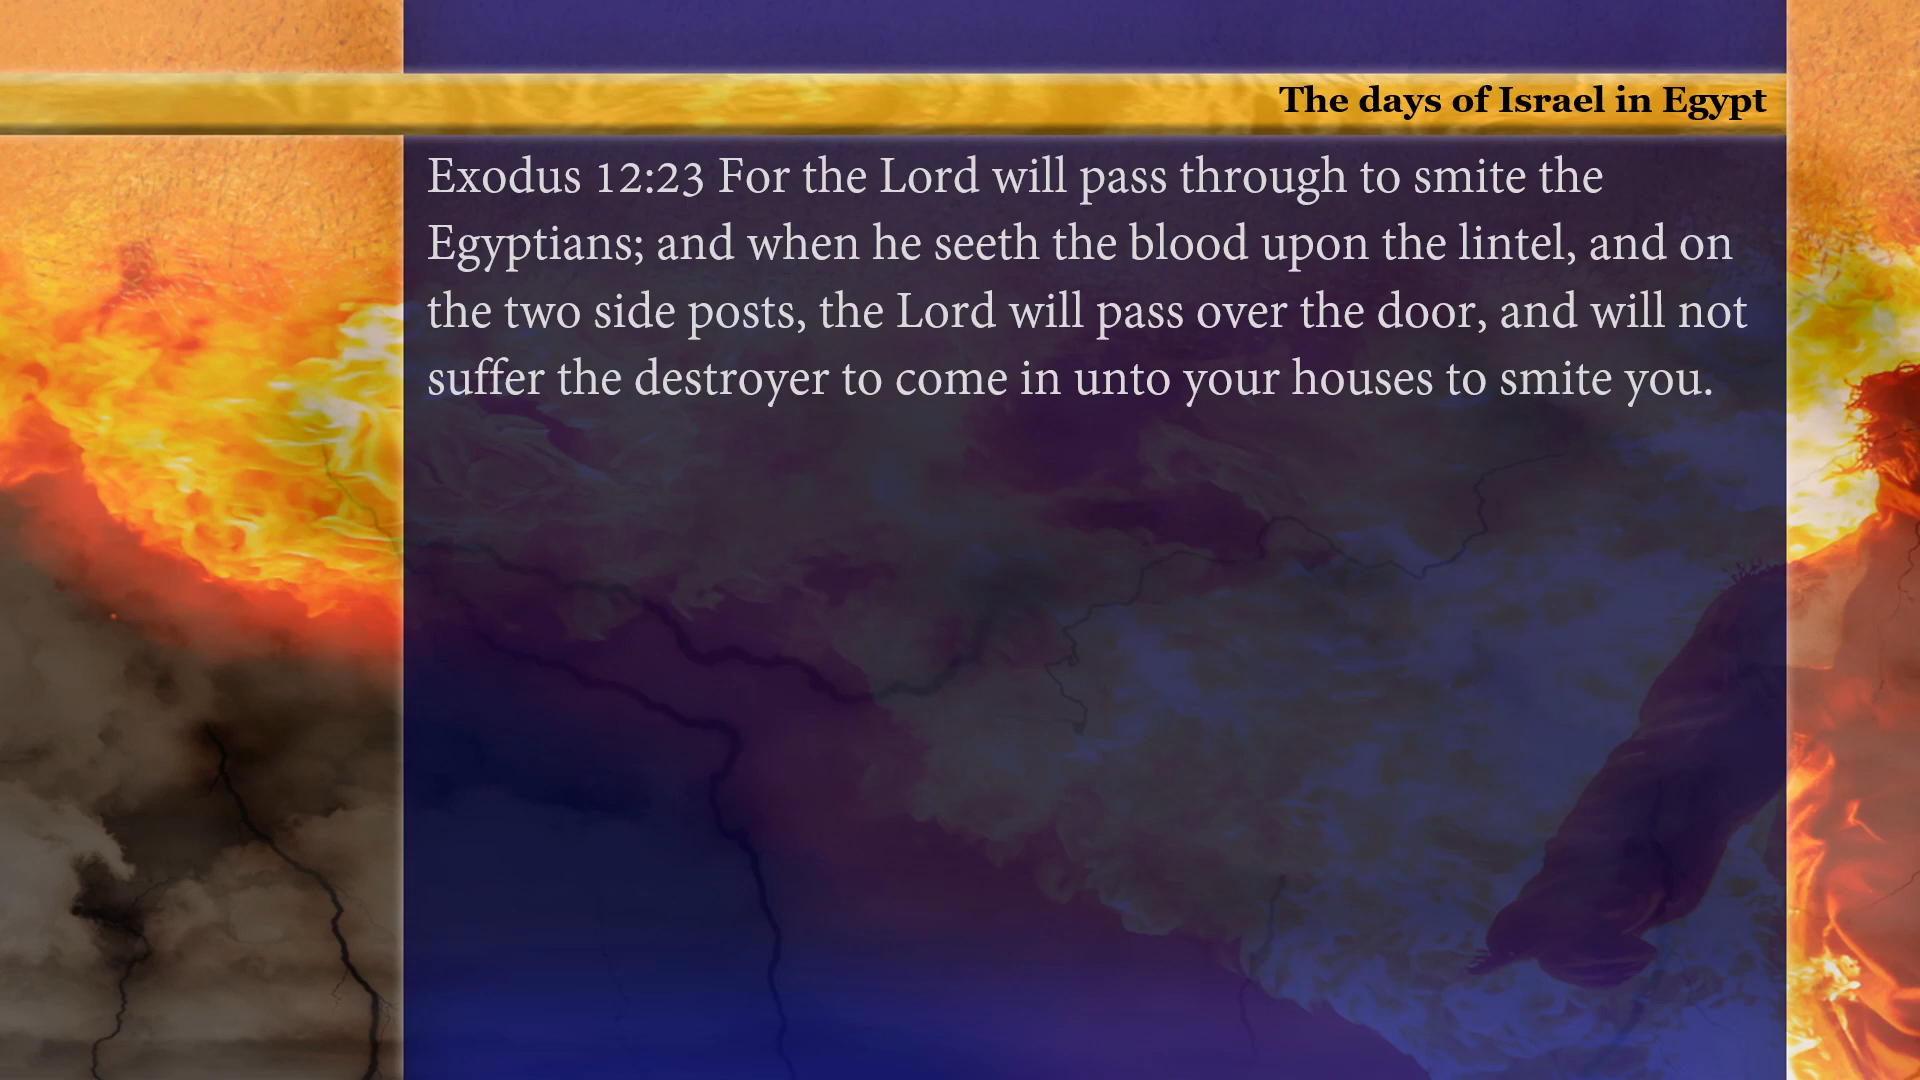 The days of Israel in Egypt
Exodus 12:23 For the Lord will pass through to smite the
Egyptians; and when he seeth the blood upon the lintel, and on
the two side posts, the Lord will pass over the door, and will not
suffer the destroyer to come in unto your houses to smite you.